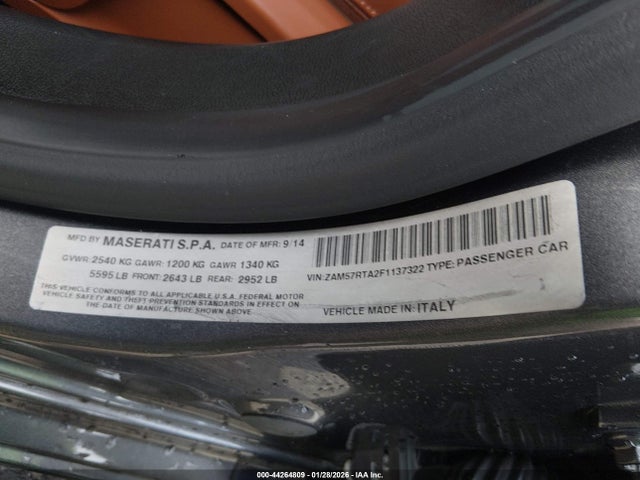 MFD BY MASERATI S.P.A. DATE OF MFR: 9/14
GVWR: 2540 KG GAWR: 1200 KG GAWR 1340 KG
5595 LB FRONT: 2643 LB REAR: 2952 LB
THIS VEHICLE CONFORMS TO ALL APPLICABLE U.S.A. FEDERAL MOTOR
VEHICLE SAFETY AND THEFT PREVENTION STANDARDS IN EFFECT ON
THE DATE OF MANUFACTURE SHOWN ABOVE.
VIN: ZAM57RTA2F1137322 TYPE: PASSENGER CAR
VEHICLE MADE IN: ITALY
000-44264809 | 01/28/2026 | IAA Inc.